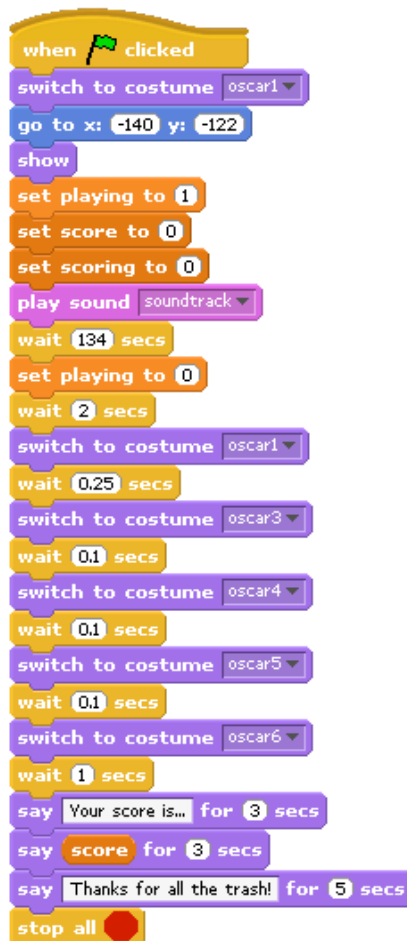 when clicked
switch to costume oscar1
go to x: -140 y: -122
show
set playing to 1
set score to 0
set scoring to 0
play sound soundtrack
wait 134 secs
set playing to 0
wait 2 secs
switch to costume oscar1
wait 0.25 secs
switch to costume oscar3
wait 0.1 secs
switch to costume oscar4
wait 0.1 secs
switch to costume oscar5
wait 0.1 secs
switch to costume oscar6
wait 1 secs
say Your score is... for 3 secs
say score for 3 secs
say Thanks for all the trash! for 5 secs
stop all